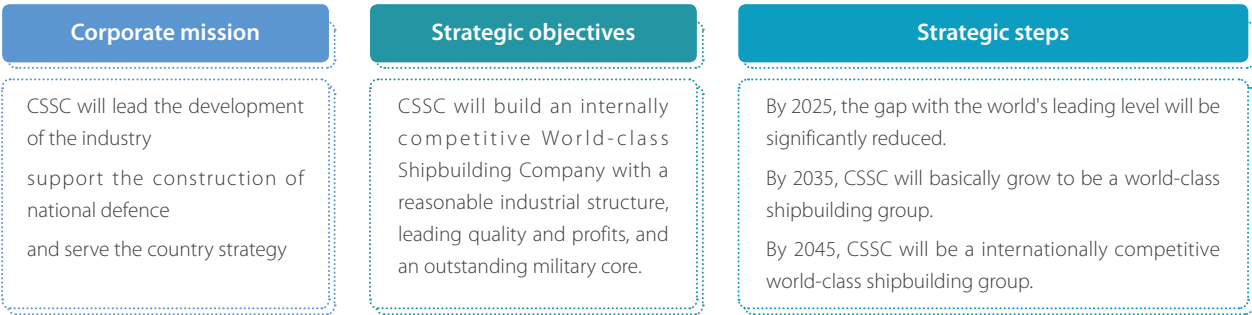 Corporate mission
CSSC will lead the development
of the industry
support the construction of
national defence
and serve the country strategy
Strategic objectives
CSSC will build an internally
competitive World-class
Shipbuilding Company with a
reasonable industrial structure,
leading quality and profits, and
an outstanding military core.
Strategic steps
By 2025, the gap with the world's leading level will be
significantly reduced.
By 2035, CSSC will basically grow to be a world-class
shipbuilding group.
By 2045, CSSC will be a internationally competitive
world-class shipbuilding group.